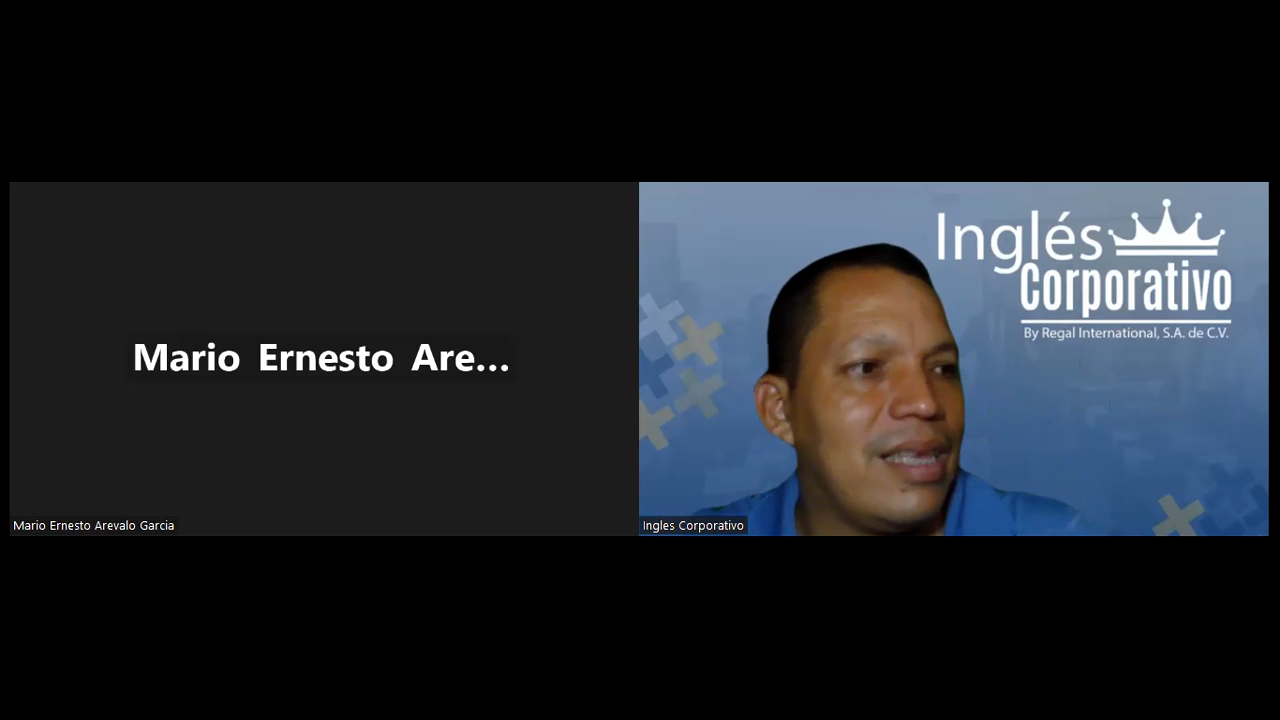 Mario Ernesto Are...
Mario Ernesto Arevalo Garcia
Inglés
Corporativo
By Regal International, S.A. de C.V.
Ingles Corporativo